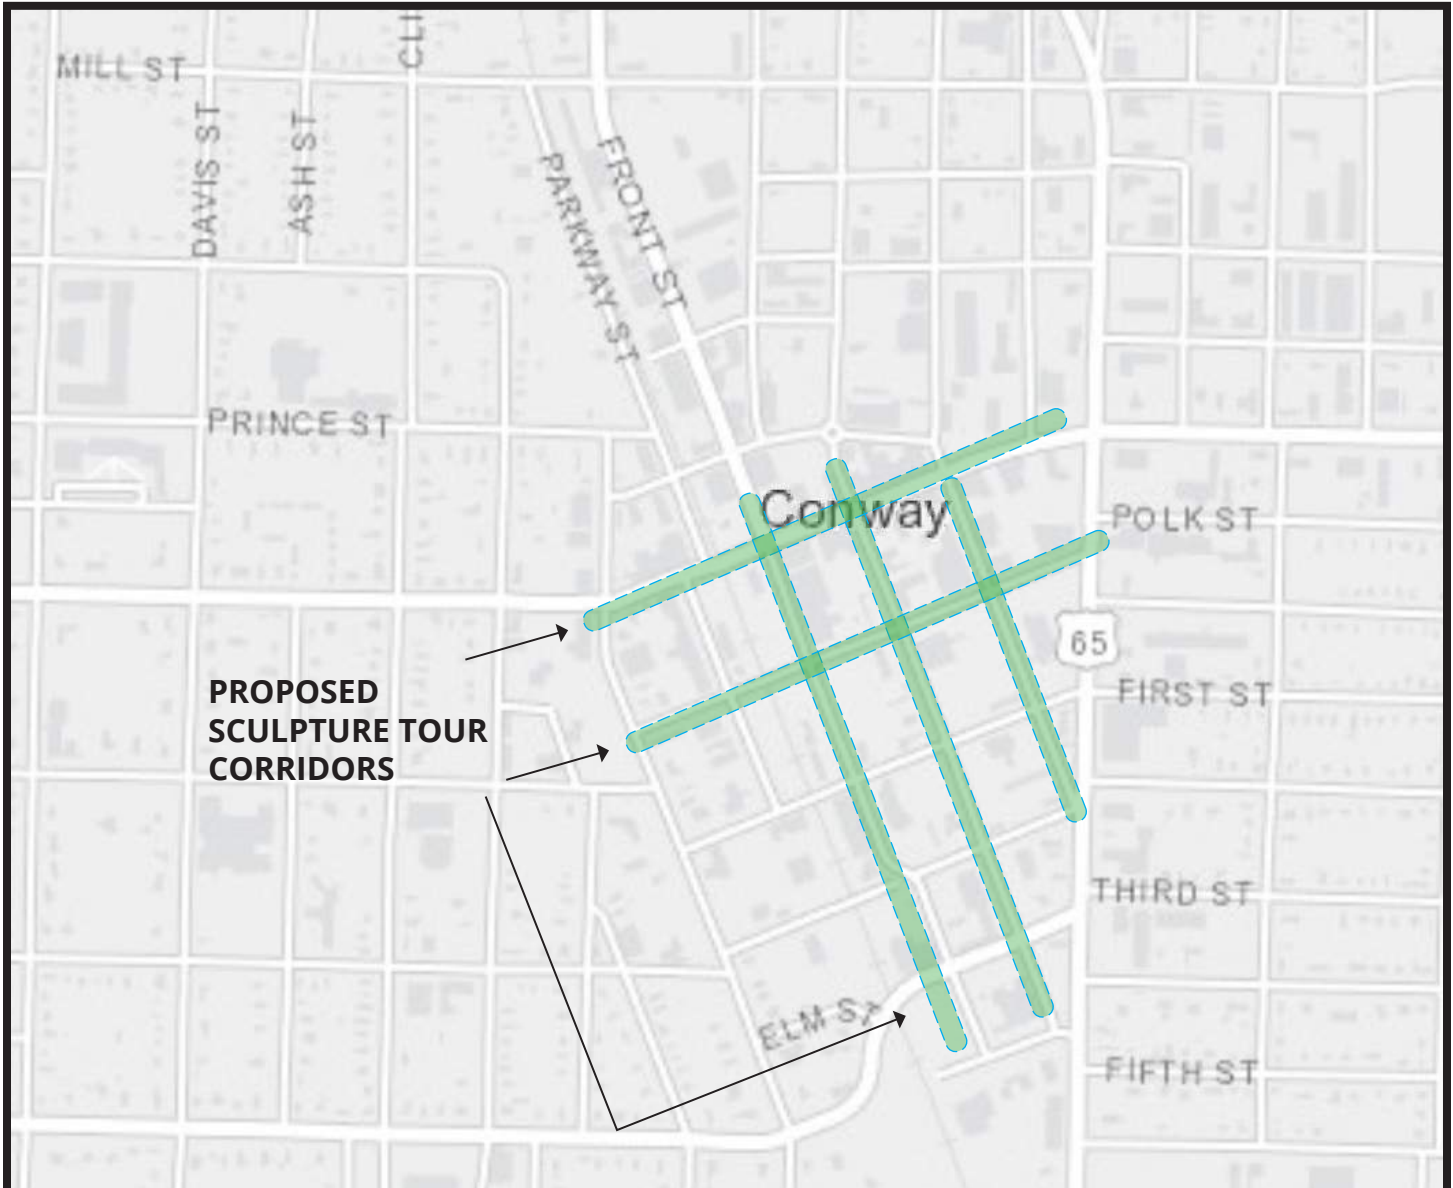 CLI
MILL ST
DAVIS ST
ASH ST
PARKWAY ST
FRONT ST
PRINCE ST
Conway
POLK ST
65
FIRST ST
PROPOSED
SCULPTURE TOUR
CORRIDORS
THIRD ST
ELM ST
FIFTH ST